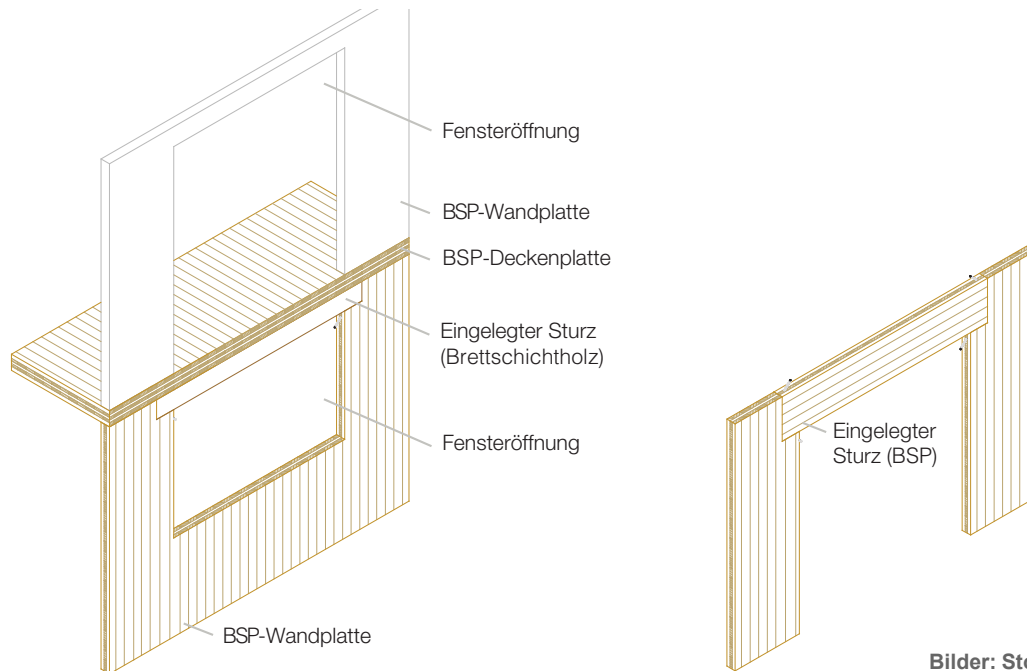 Fensteröffnung
BSP-Wandplatte
BSP-Deckenplatte
Eingelegter Sturz
(Brettschichtholz)
Fensteröffnung
BSP-Wandplatte
Eingelegter
Sturz (BSP)
Bilder: